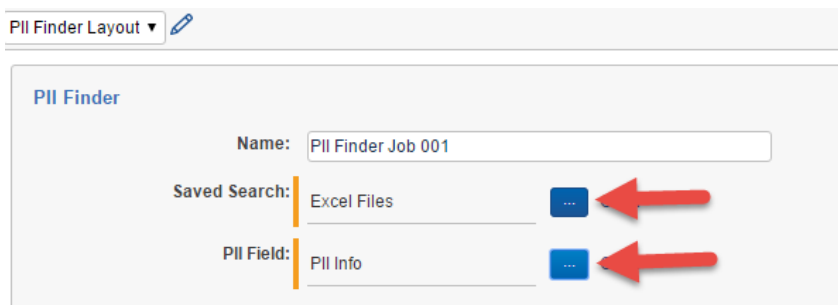 PII Finder Layout ▼
PII Finder
Name: PII Finder Job 001
Saved Search: Excel Files ...
PII Field: PII Info ...